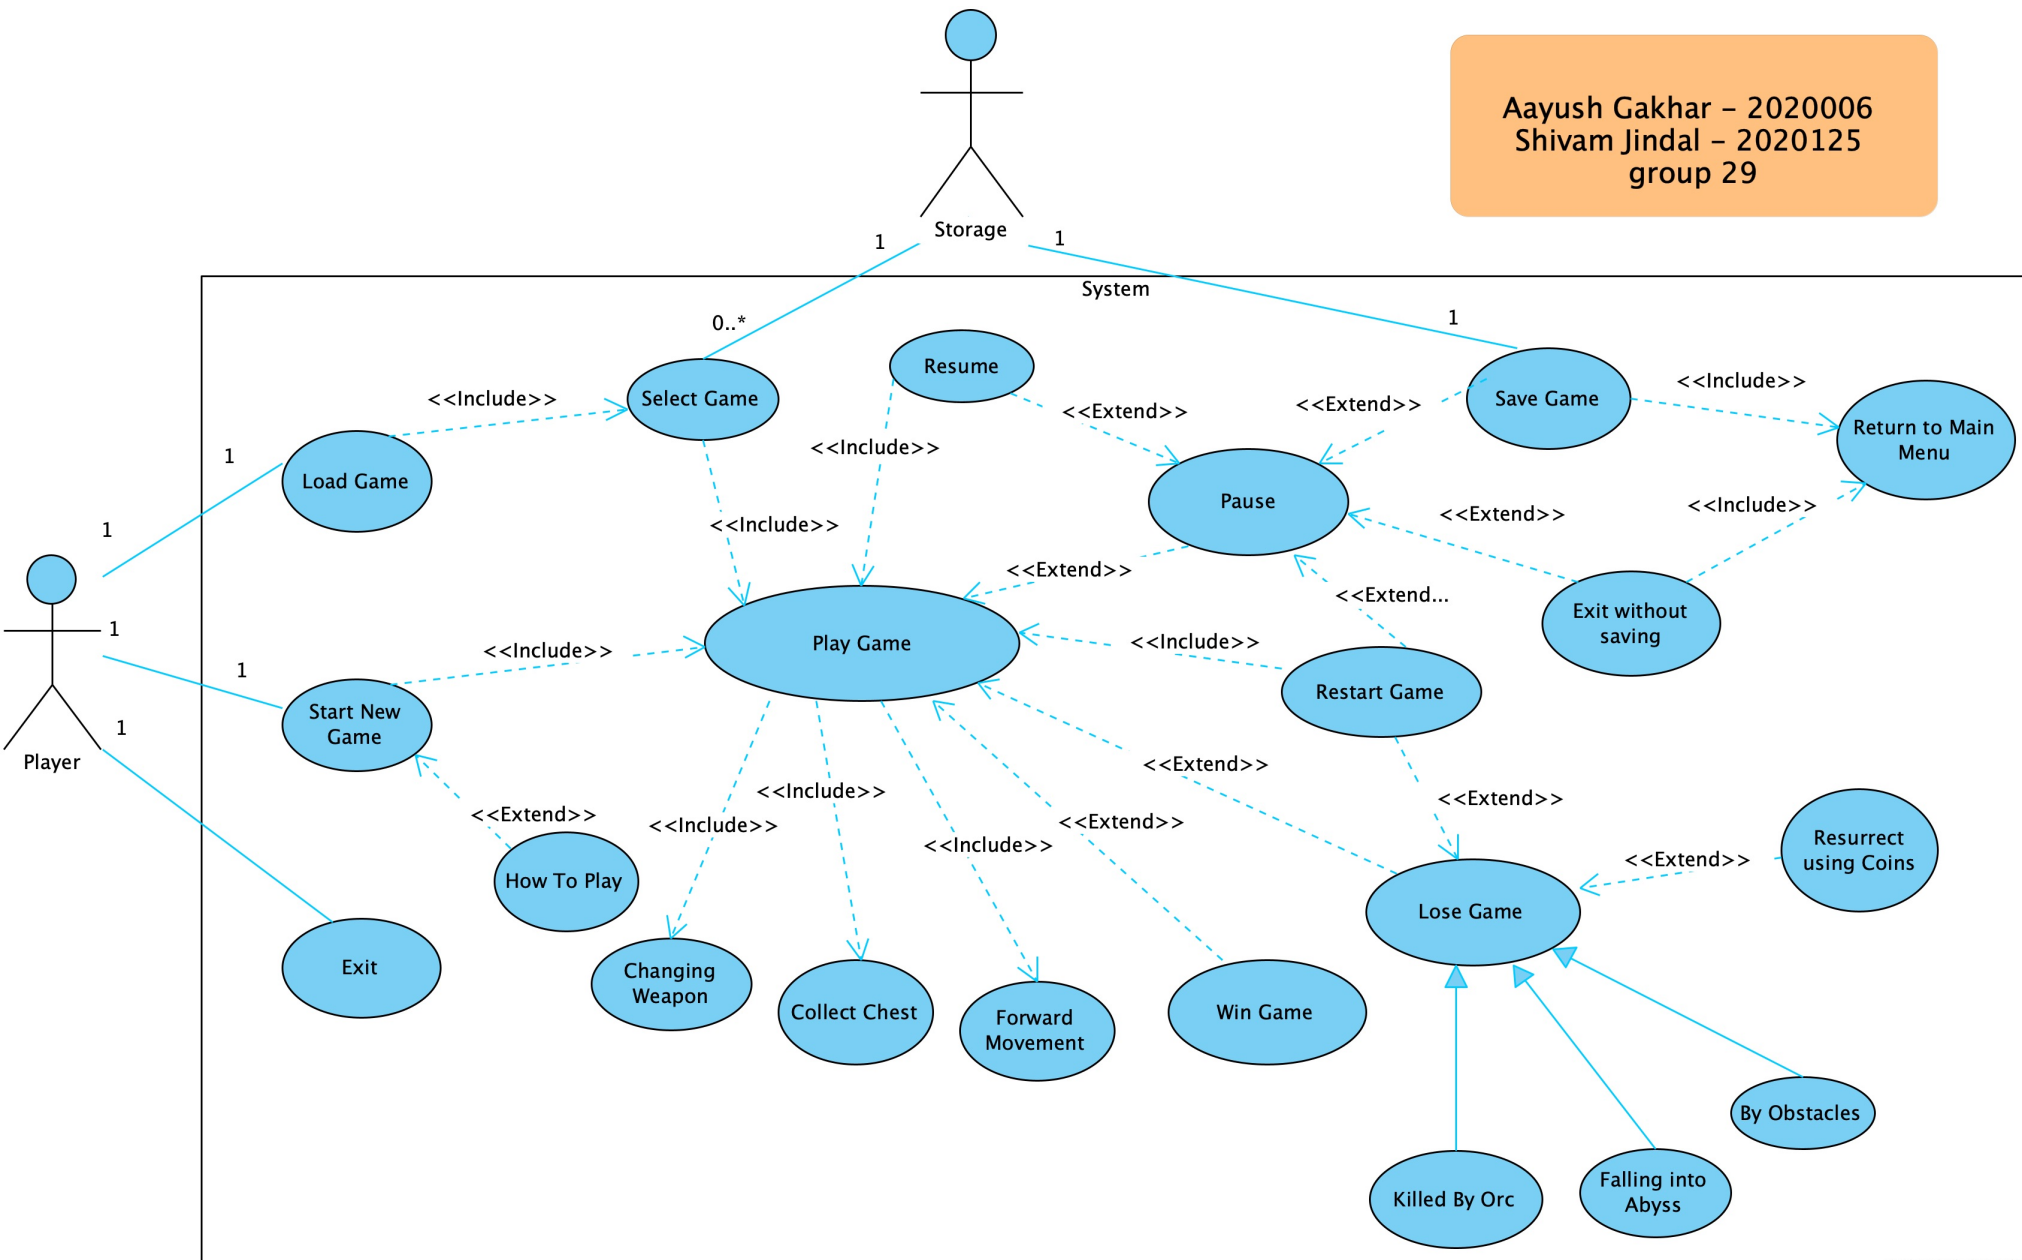 Aayush Gakhar – 2020006
Shivam Jindal – 2020125
group 29
Storage
1
1
System
0..*
1
Resume
Select Game
<<Include>>
<<Extend>>
<<Extend>>
Save Game
<<Include>>
Return to Main
Menu
1
<<Include>>
Load Game
Pause
1
<<Include>>
<<Extend>>
<<Include>>
<<Extend>>
<<Extend...
Exit without
saving
1
Play Game
<<Include>>
<<Include>>
1
Restart Game
Start New
Game
1
Player
<<Extend>>
<<Include>>
<<Extend>>
<<Extend>>
<<Include>>
<<Extend>>
<<Include>>
Resurrect
using Coins
<<Extend>>
How To Play
Lose Game
Exit
Changing
Weapon
Collect Chest
Forward
Movement
Win Game
By Obstacles
Killed By Orc
Falling into
Abyss